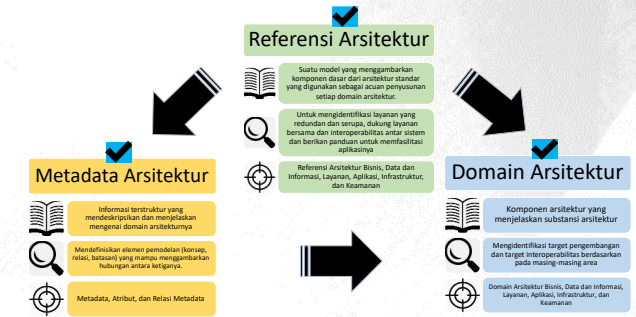 Referensi Arsitektur
Suatu model yang menggambarkan
komponen dasar dari arsitektur standar
yang digunakan sebagai acuan penyusunan
setiap domain arsitektur.
Untuk mengidentifikasi layanan yang
redundan dan serupa, dukung layanan
bersama dan interoperabilitas antar sistem
dan berikan panduan untuk memfasilitasi
aplikasinya
Referensi Arsitektur Bisnis, Data dan
Informasi, Layanan, Aplikasi, Infrastruktur,
dan Keamanan
Metadata Arsitektur
Informasi terstruktur yang
mendeskripsikan dan menjelaskan
mengenai domain arsitekturnya
Mendefinisikan elemen pemodelan (konsep,
relasi, batasan) yang mampu menggambarkan
hubungan antara ketiganya.
Metadata, Atribut, dan Relasi Metadata
Domain Arsitektur
Komponen arsitektur yang
menjelaskan substansi arsitektur
Mengidentifikasi target pengembangan
dan target interoperabilitas berdasarkan
pada masing-masing area
Domain Arsitektur Bisnis, Data dan Informasi,
Layanan, Aplikasi, Infrastruktur, dan
Keamanan